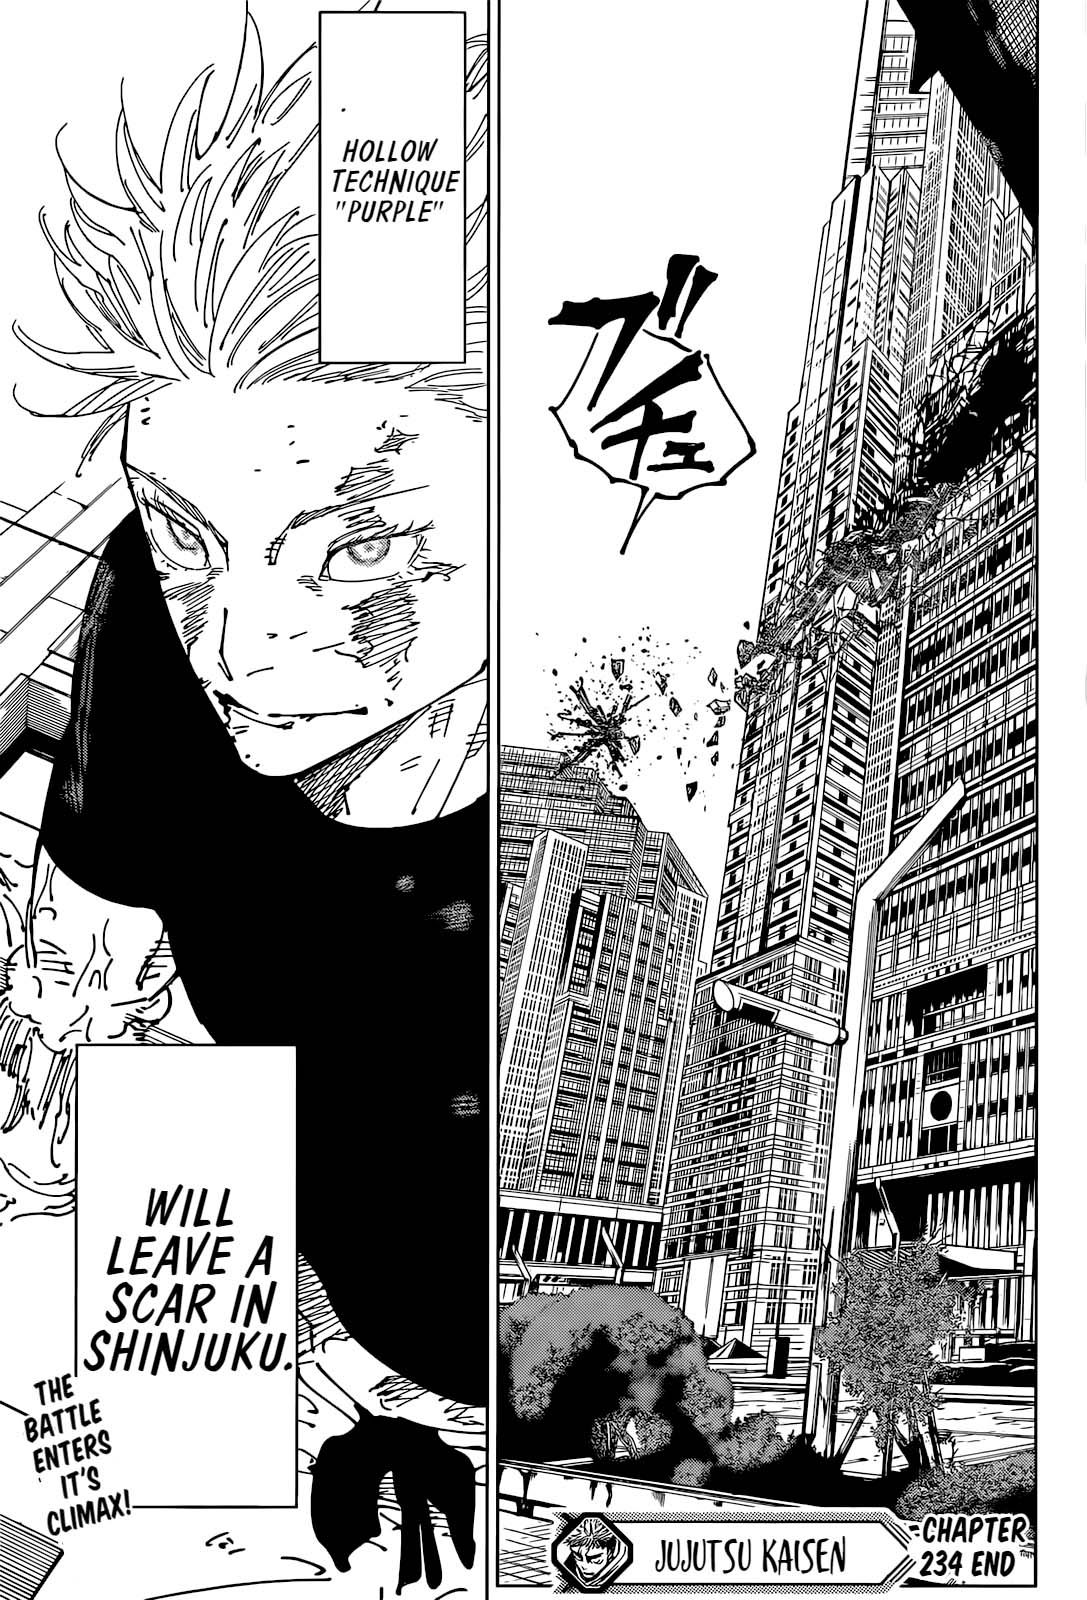 ブチュ
HOLLOW
TECHNIQUE
"PURPLE"
WILL
LEAVE A
SCAR IN
SHINJUKU.
THE
BATTLE
ENTERS
IT'S
CLIMAX!
JUJUTSU KAISEN
CHAPTER
234 END